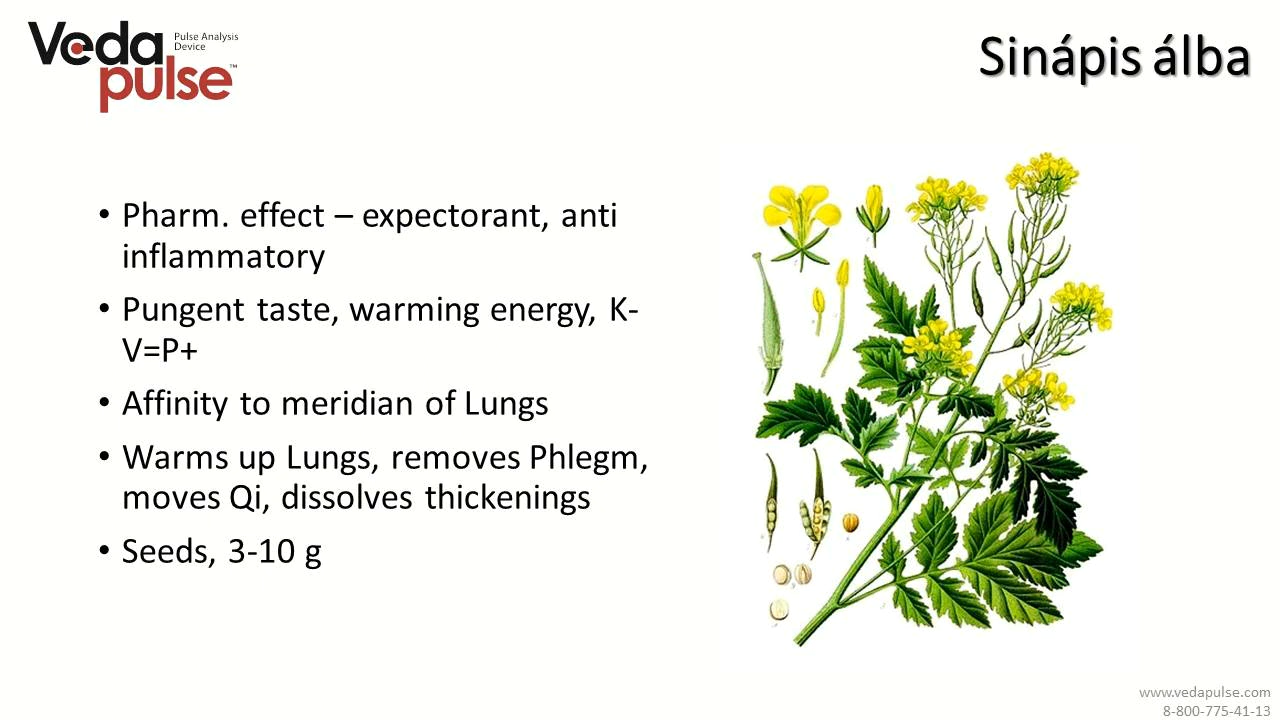 Veda
Pulse Analysis
Device
pulse™
Sinápis álba
• Pharm. effect – expectorant, anti
inflammatory
• Pungent taste, warming energy, K-
V=P+
• Affinity to meridian of Lungs
• Warms up Lungs, removes Phlegm,
moves Qi, dissolves thickenings
• Seeds, 3-10 g
www.vedapulse.com
8-800-775-41-13